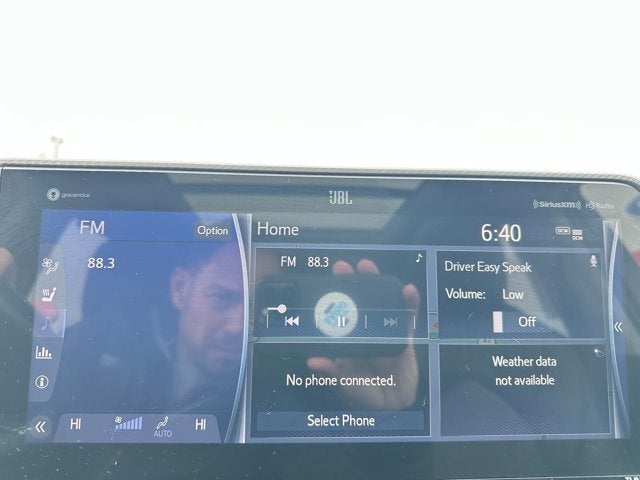 gracenote
JBL
SiriusXM
HD Radio
FM
Option
Home
6:40
DCM
DCM
88.3
FM 88.3
Driver Easy Speak
Volume: Low
Off
No phone connected.
Select Phone
Weather data
not available
HI
AUTO
HI